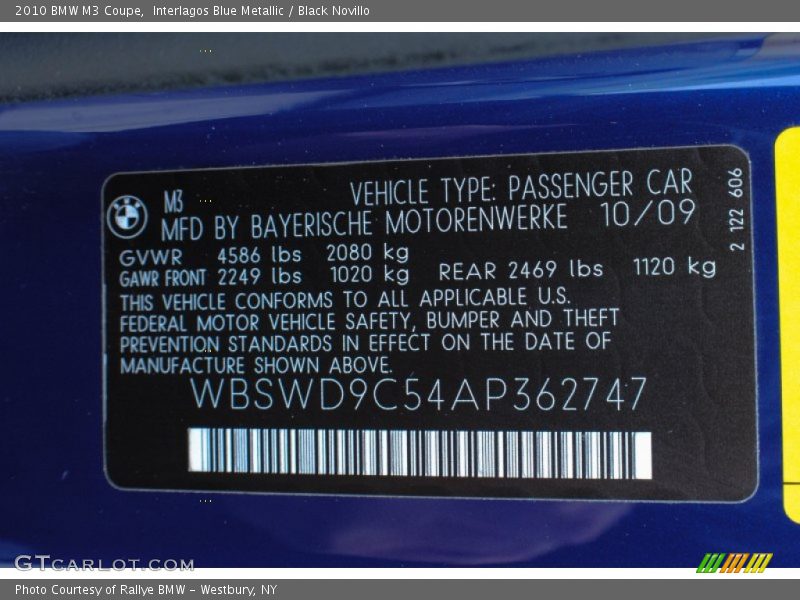 2010 BMW M3 Coupe, Interlagos Blue Metallic / Black Novillo
M3 VEHICLE TYPE: PASSENGER CAR
MFD BY BAYERISCHE MOTORENWERKE 10/09
2 122 606
GVWR 4586 lbs 2080 kg
GAWR FRONT 2249 lbs 1020 kg REAR 2469 lbs 1120 kg
THIS VEHICLE CONFORMS TO ALL APPLICABLE U.S.
FEDERAL MOTOR VEHICLE SAFETY, BUMPER AND THEFT
PREVENTION STANDARDS IN EFFECT ON THE DATE OF
MANUFACTURE SHOWN ABOVE.
WBSWD9C54AP362747
GTCARLOT.COM
Photo Courtesy of Rallye BMW - Westbury, NY